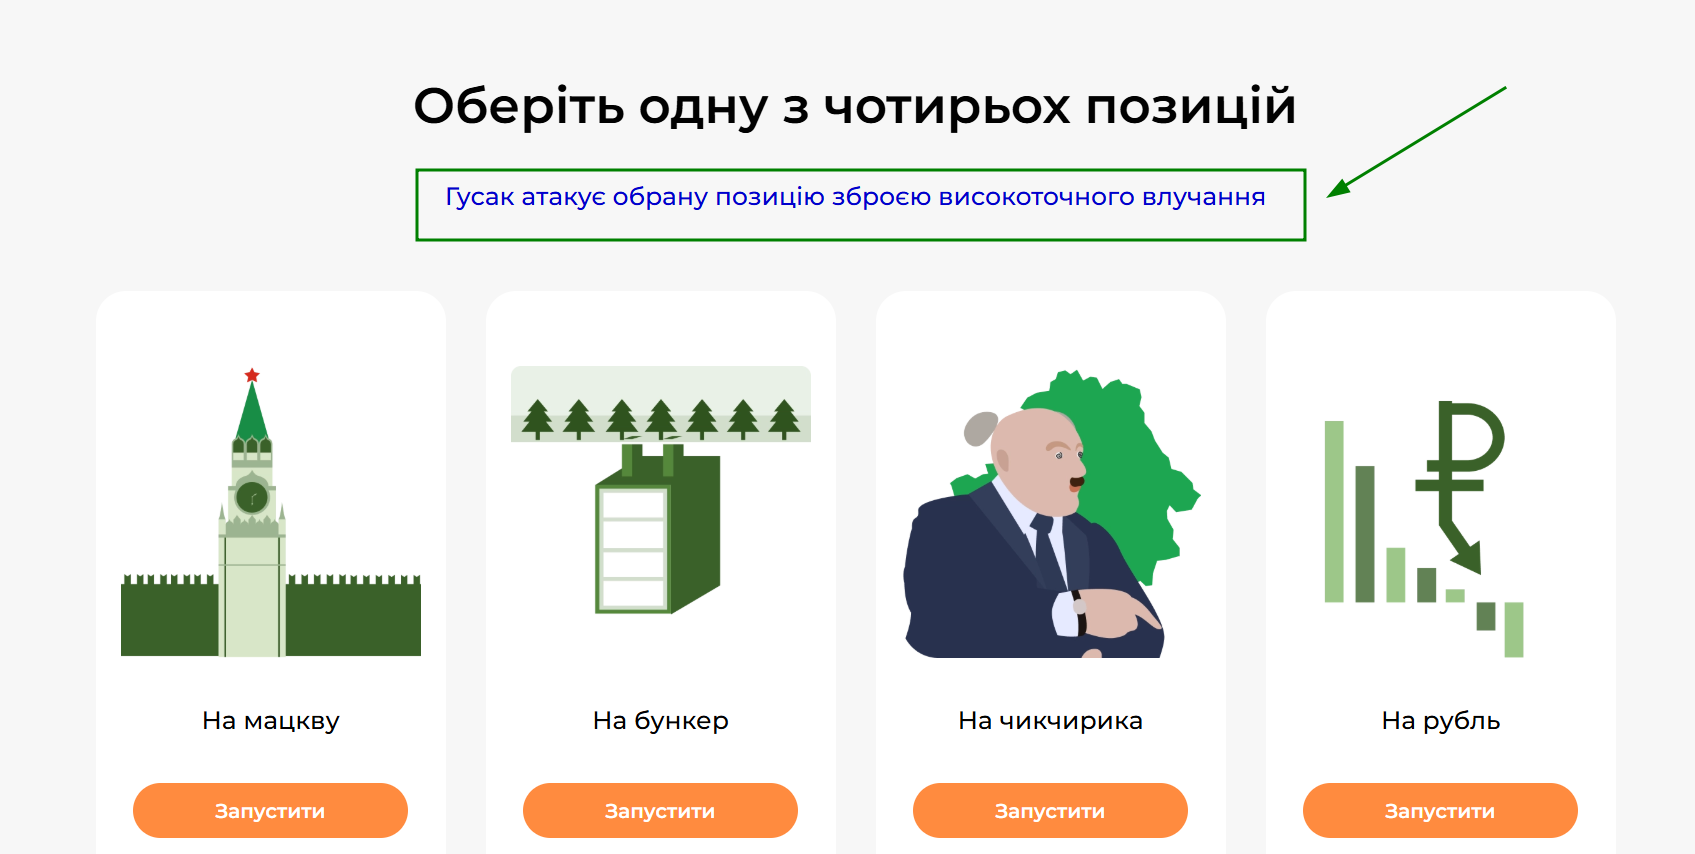 Оберіть одну з чотирьох позицій
Гусак атакує обрану позицію зброєю високоточного влучання
На мацкву
На бункер
На чикчирика
На рубль
Запустити
Запустити
Запустити
Запустити